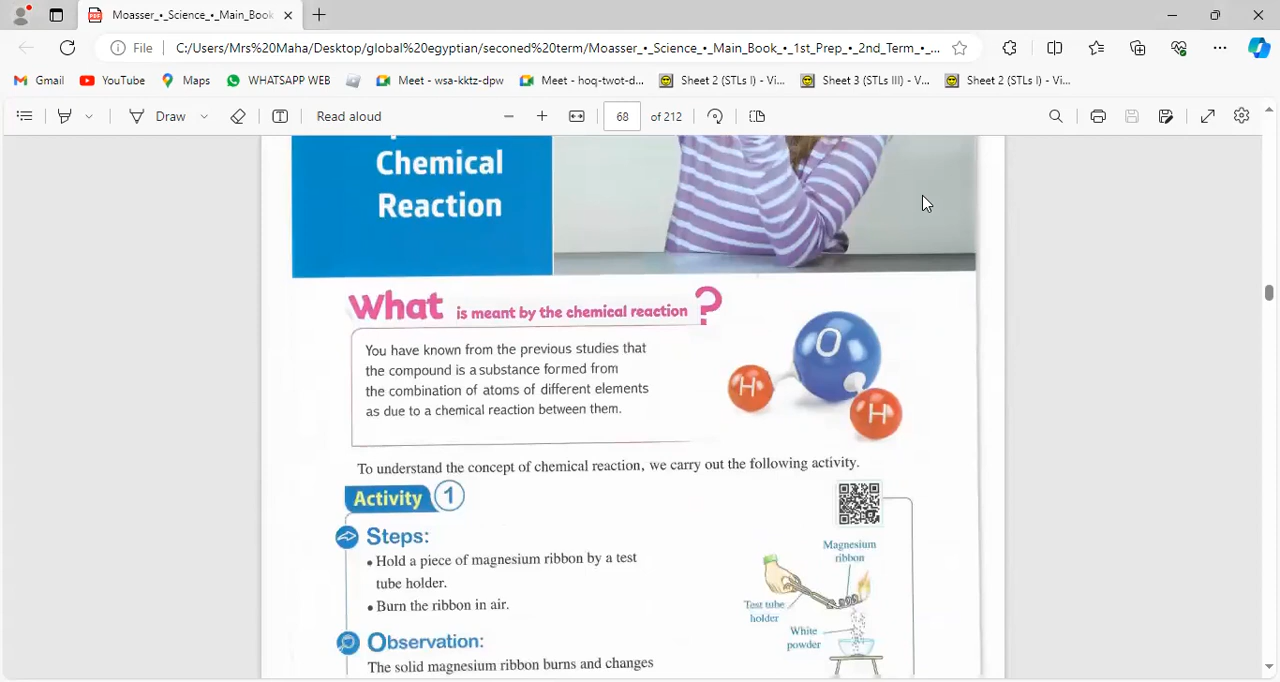 Moasser_•_Science_•_Main_Book
File
C:/Users/Mrs%20Maha/Desktop/global%20egyptian/seconed%20term/Moasser_•_Science_•_Main_Book_•_1st_Prep_•_2nd_Term_•_...
Gmail
YouTube
Maps
WHATSAPP WEB
Meet - wsa-kktz-dpw
Meet - hoq-twot-d...
Sheet 2 (STLs I) - Vi...
Sheet 3 (STLs III) - V...
Sheet 2 (STLs I) - Vi...
Draw
Read aloud
68
of 212
Chemical
Reaction
What is meant by the chemical reaction ?
You have known from the previous studies that
the compound is a substance formed from
the combination of atoms of different elements
as due to a chemical reaction between them.
O
H
H
To understand the concept of chemical reaction, we carry out the following activity.
Activity 1
Steps:
• Hold a piece of magnesium ribbon by a test
tube holder.
• Burn the ribbon in air.
Magnesium
ribbon
Test tube
holder
White
powder
Observation:
The solid magnesium ribbon burns and changes